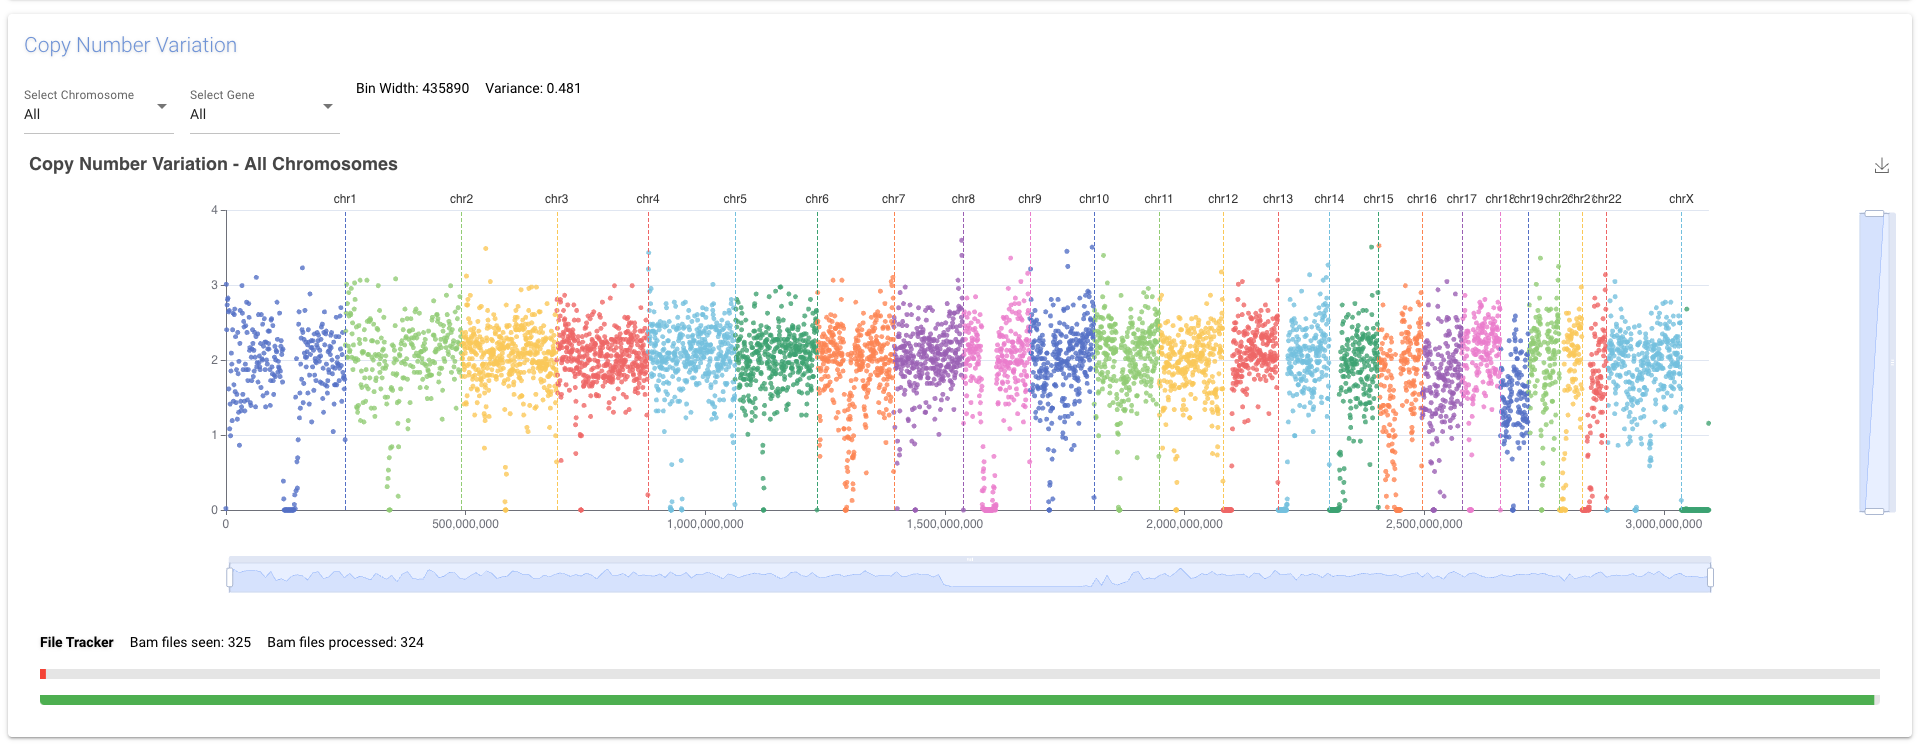 Copy Number Variation
Select Chromosome
All
Select Gene
All
Bin Width: 435890 Variance: 0.481
Copy Number Variation - All Chromosomes
chr1 chr2 chr3 chr4 chr5 chr6 chr7 chr8 chr9 chr10 chr11 chr12 chr13 chr14 chr15 chr16 chr17 chr18 chr19 chr22 chrX
4
3
2
1
0
0 500,000,000 1,000,000,000 1,500,000,000 2,000,000,000 2,500,000,000 3,000,000,000
File Tracker Bam files seen: 325 Bam files processed: 324